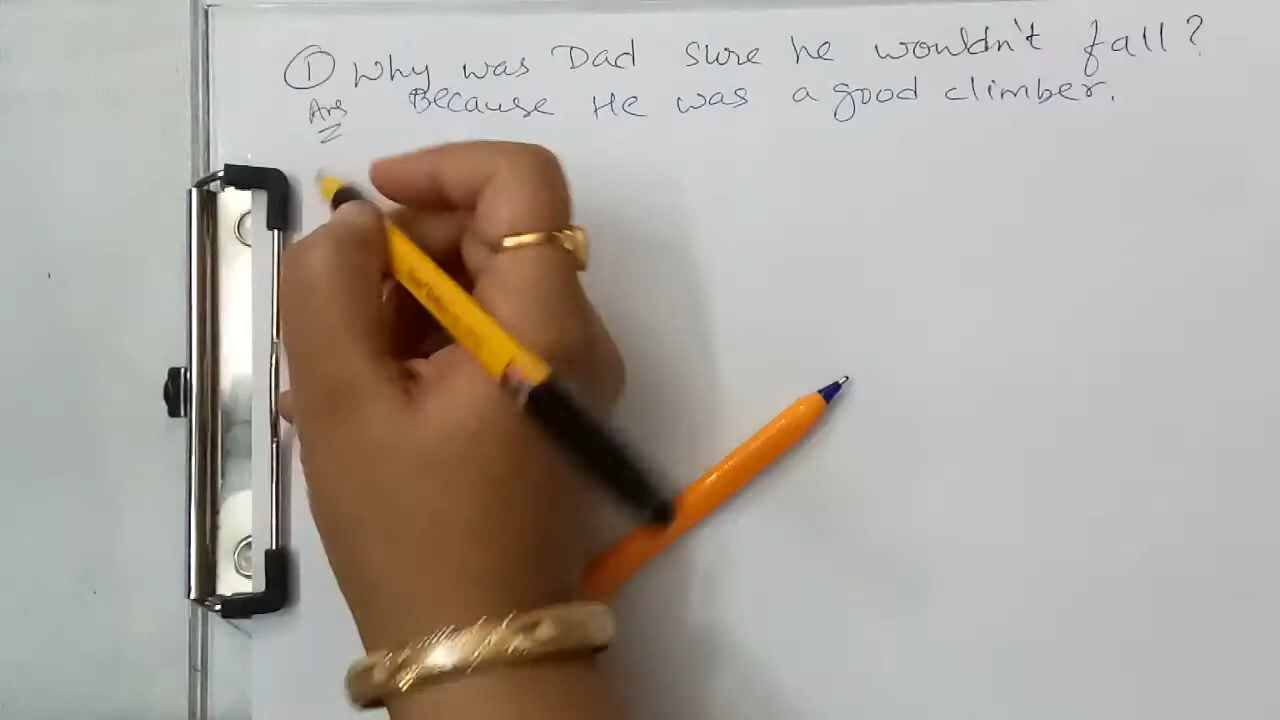 ① Why was Dad sure he wouldn't fall?
Ans Because He was a good climber.